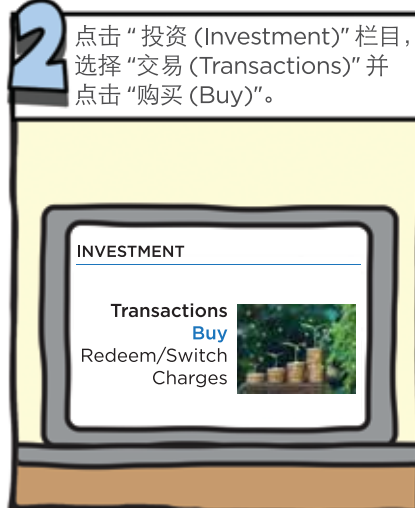 2
点击 “投资 (Investment)” 栏目，
选择 “交易 (Transactions)” 并
点击 “购买 (Buy)”。
INVESTMENT
Transactions
Buy
Redeem/Switch
Charges